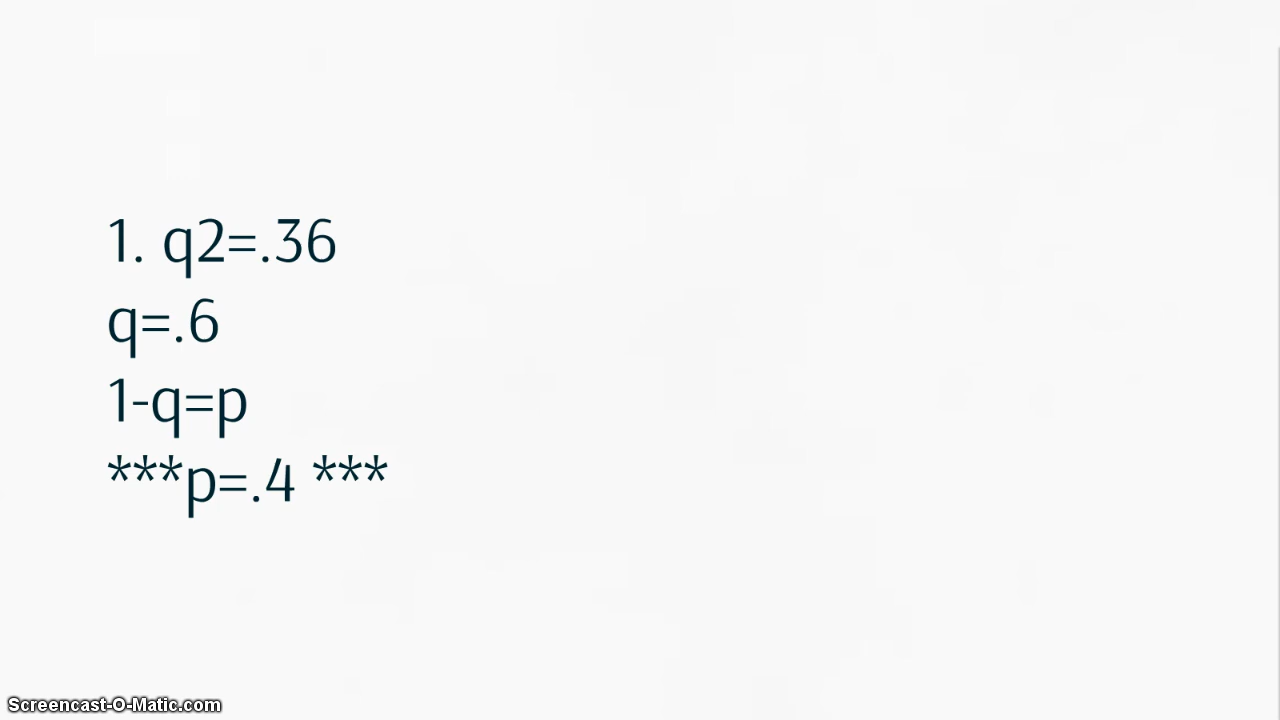 1. q2=.36
q=.6
1-q=p
***p=.4 ***
Screencast-O-Matic.com